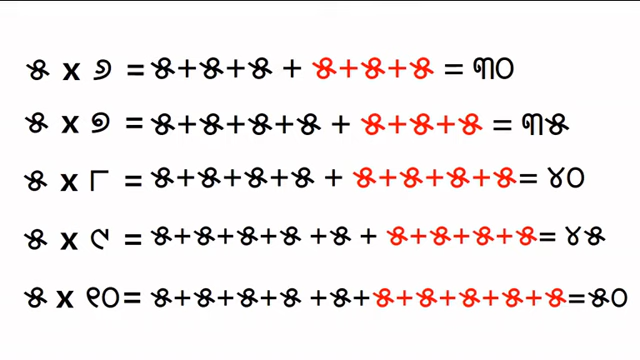 ୫ x ୬ =୫+୫+୫ + ୫+୫+୫ = ୩୦
୫ x ୭ =୫+୫+୫+୫ + ୫+୫+୫ = ୩୫
୫ x ୮ =୫+୫+୫+୫ + ୫+୫+୫+୫= ୪୦
୫ x ୯ =୫+୫+୫+୫ +୫ + ୫+୫+୫+୫= ୪୫
୫ x ୧୦= ୫+୫+୫+୫ +୫+୫+୫+୫+୫+୫=୫୦